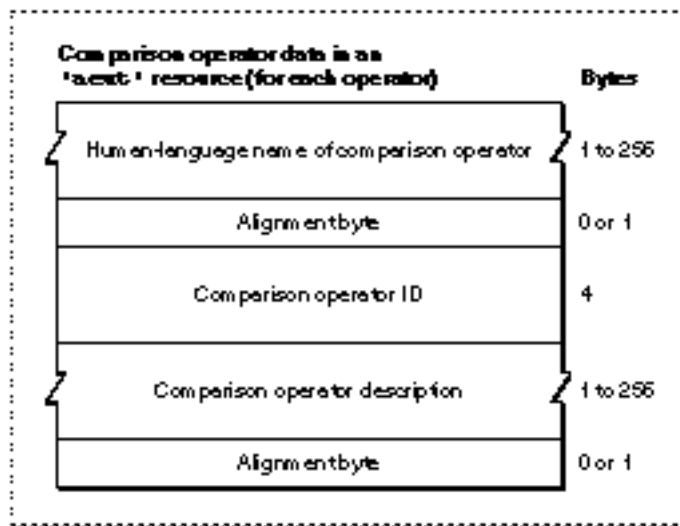 Comparison operator data in an
'aeut' resource (for each operator) Bytes
Human-language name of comparison operator 1 to 256
Alignment byte 0 or 1
Comparison operator ID 4
Comparison operator description 1 to 256
Alignment byte 0 or 1